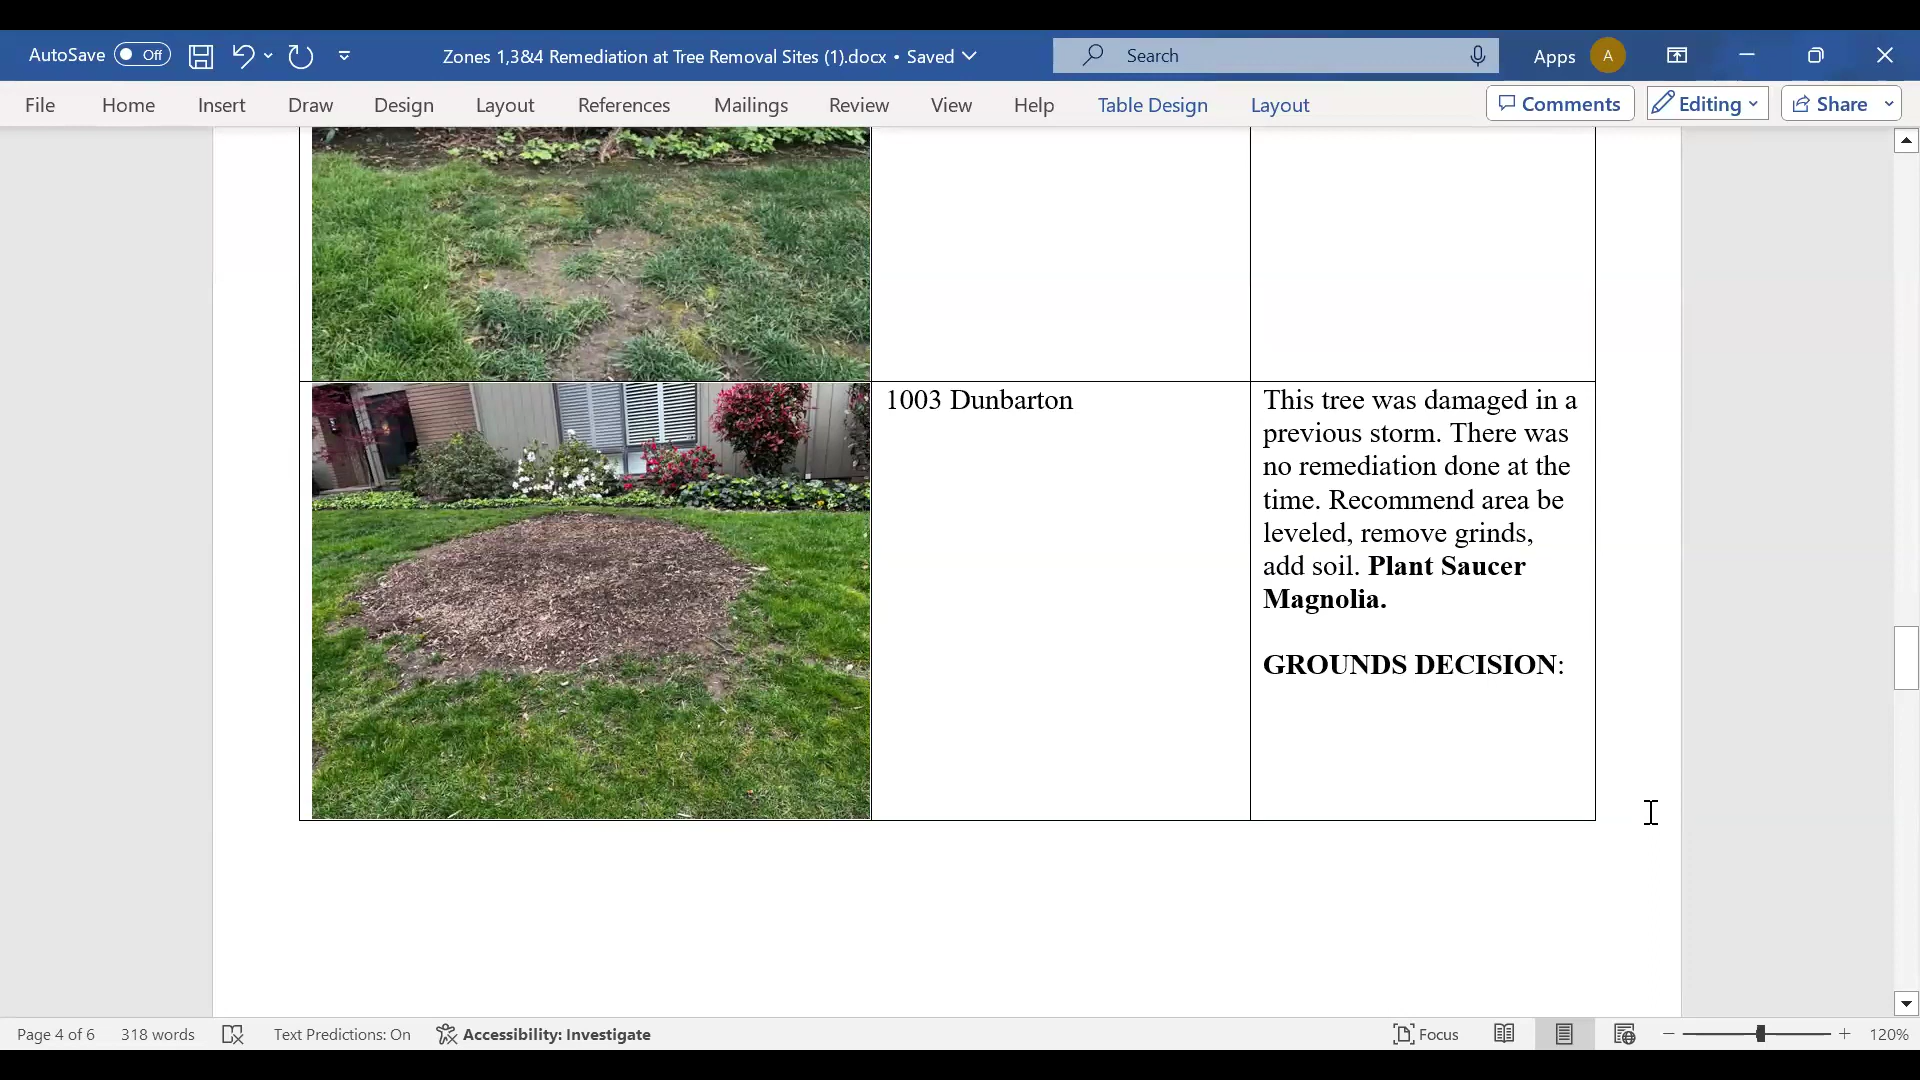 AutoSave Off Zones 1,3&4 Remediation at Tree Removal Sites (1).docx • Saved Search Apps A
File Home Insert Draw Design Layout References Mailings Review View Help Table Design Layout Comments Editing Share
1003 Dunbarton
This tree was damaged in a
previous storm. There was
no remediation done at the
time. Recommend area be
leveled, remove grinds,
add soil. Plant Saucer
Magnolia.
GROUNDS DECISION:
Page 4 of 6 318 words Text Predictions: On Accessibility: Investigate Focus 120%